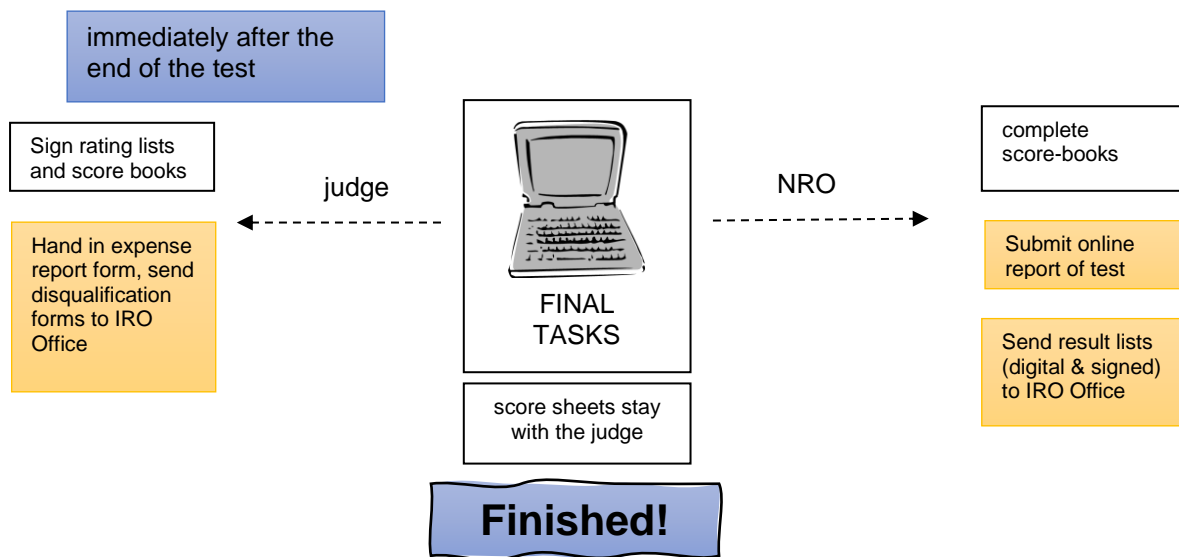 immediately after the
end of the test
Sign rating lists
and score books
judge
Hand in expense
report form, send
disqualification
forms to IRO
Office
FINAL
TASKS
score sheets stay
with the judge
NRO
complete
score-books
Submit online
report of test
Send result lists
(digital & signed)
to IRO Office
Finished!